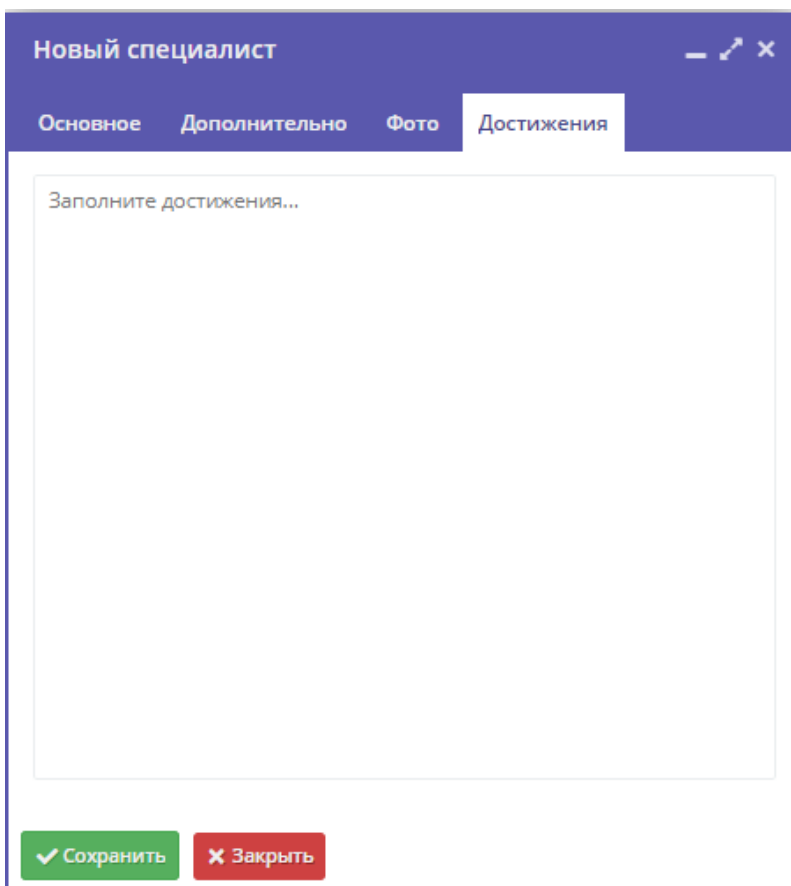 Новый специалист
Основное Дополнительно Фото Достижения
Заполните достижения...
Сохранить Закрыть